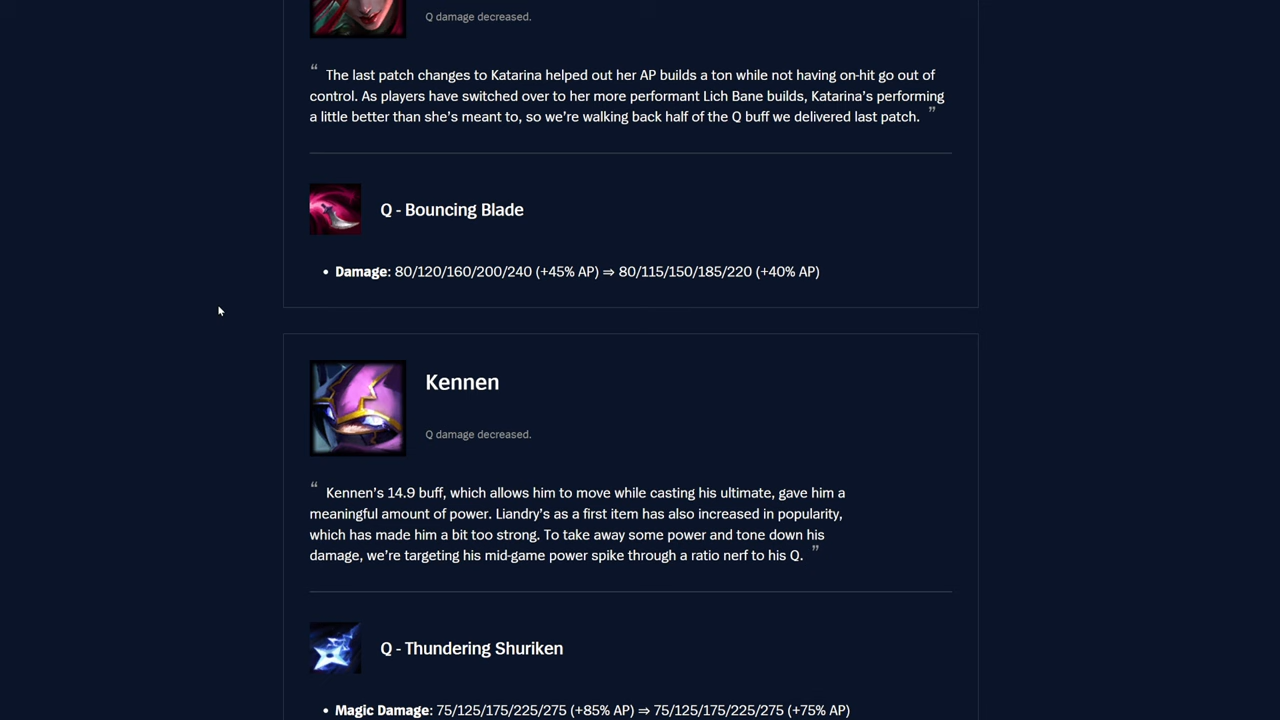 Q damage decreased.
“ The last patch changes to Katarina helped out her AP builds a ton while not having on-hit go out of
control. As players have switched over to her more performant Lich Bane builds, Katarina’s performing
a little better than she’s meant to, so we’re walking back half of the Q buff we delivered last patch. ”
Q - Bouncing Blade
• Damage: 80/120/160/200/240 (+45% AP) ⇒ 80/115/150/185/220 (+40% AP)
Kennen
Q damage decreased.
“ Kennen’s 14.9 buff, which allows him to move while casting his ultimate, gave him a
meaningful amount of power. Liandry’s as a first item has also increased in popularity,
which has made him a bit too strong. To take away some power and tone down his
damage, we’re targeting his mid-game power spike through a ratio nerf to his Q. ”
Q - Thundering Shuriken
• Magic Damage: 75/125/175/225/275 (+85% AP) ⇒ 75/125/175/225/275 (+75% AP)